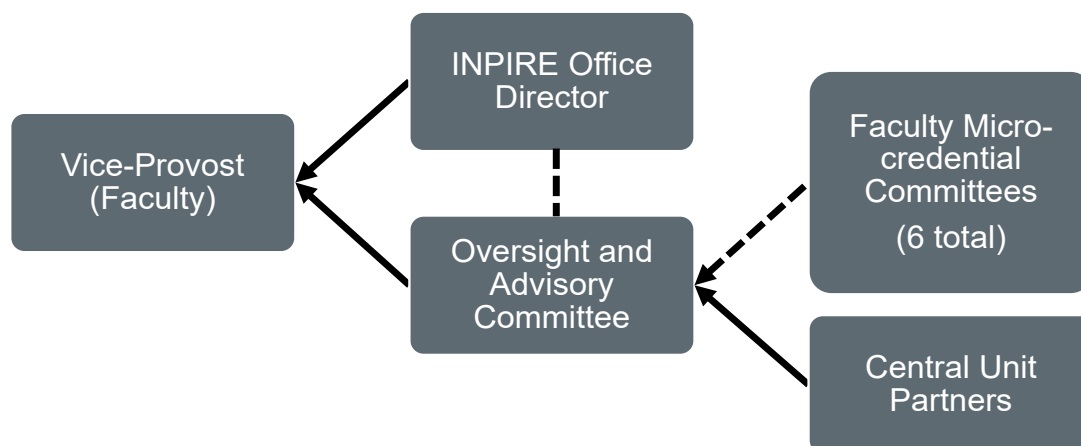 INPIRE Office
Director
Vice-Provost
(Faculty)
Oversight and
Advisory
Committee
Faculty Micro-
credential
Committees
(6 total)
Central Unit
Partners